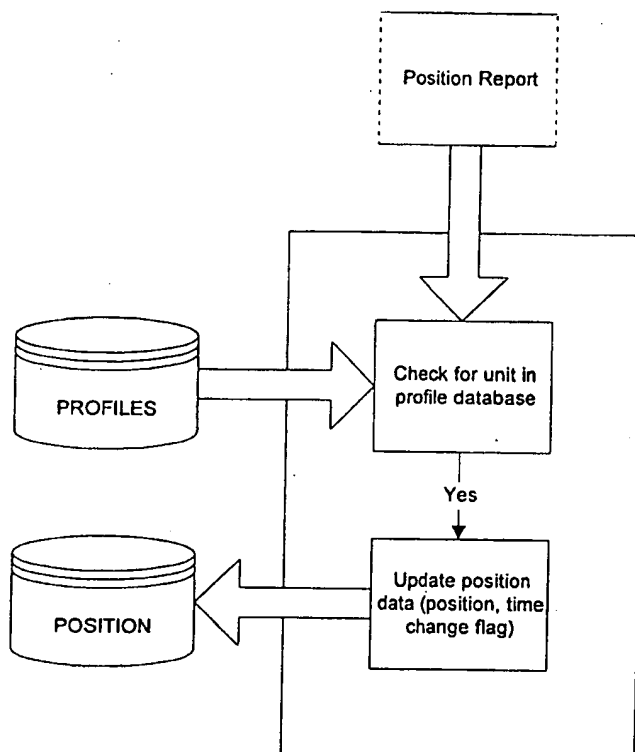 Position Report
Check for unit in
profile database
PROFILES
Yes
Update position
data (position, time
change flag)
POSITION